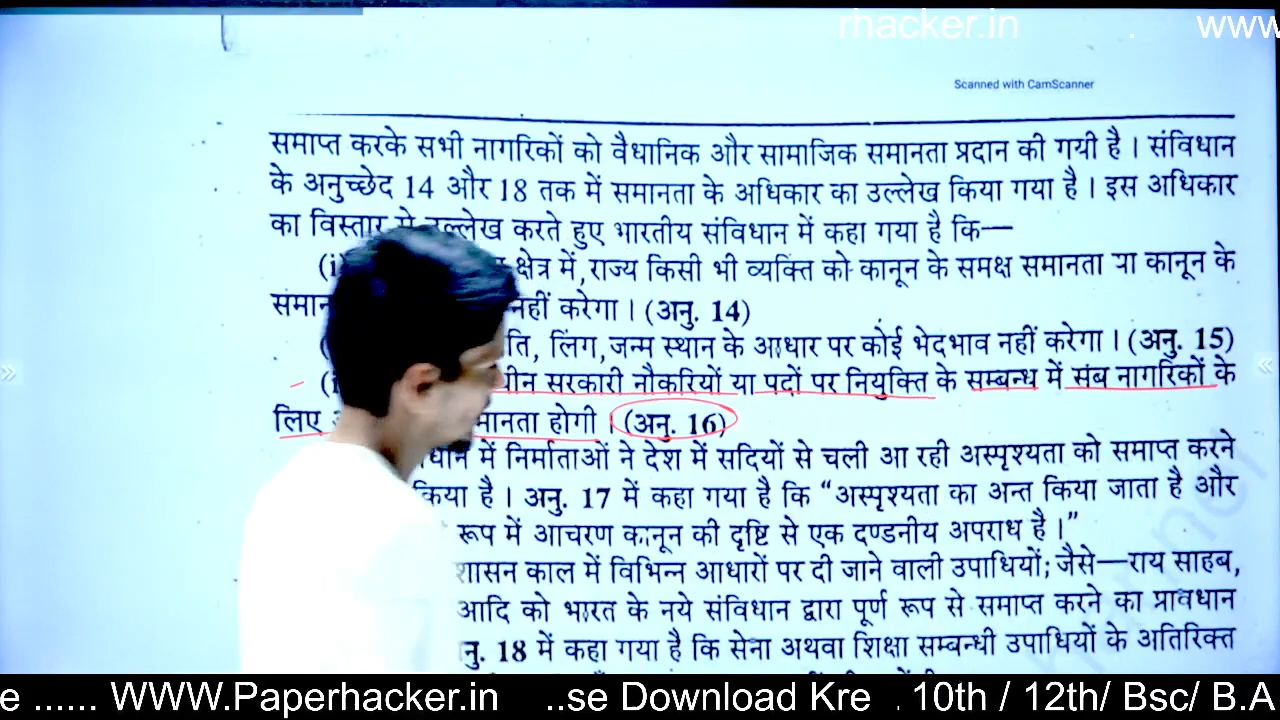 rhacker.in . www
Scanned with CamScanner
समाप्त करके सभी नागरिकों को वैधानिक और सामाजिक समानता प्रदान की गयी है । संविधान
के अनुच्छेद 14 और 18 तक में समानता के अधिकार का उल्लेख किया गया है । इस अधिकार
का विस्तार से उल्लेख करते हुए भारतीय संविधान में कहा गया है कि—
(i) क्षेत्र में, राज्य किसी भी व्यक्ति को कानून के समक्ष समानता या कानून के
समान नहीं करेगा । (अनु. 14)
ति, लिंग, जन्म स्थान के आधार पर कोई भेदभाव नहीं करेगा । (अनु. 15)
(i धीन सरकारी नौकरियों या पदों पर नियुक्ति के सम्बन्ध में संब नागरिकों के
लिए मानता होगी । (अनु. 16)
धान में निर्माताओं ने देश में सदियों से चली आ रही अस्पृश्यता को समाप्त करने
किया है । अनु. 17 में कहा गया है कि “अस्पृश्यता का अन्त किया जाता है और
रूप में आचरण कानून की दृष्टि से एक दण्डनीय अपराध है ।”
शासन काल में विभिन्न आधारों पर दी जाने वाली उपाधियों; जैसे—राय साहब,
आदि को भारत के नये संविधान द्वारा पूर्ण रूप से समाप्त करने का प्रावधान
नु. 18 में कहा गया है कि सेना अथवा शिक्षा सम्बन्धी उपाधियों के अतिरिक्त
e ...... WWW.Paperhacker.in ..se Download Kre . 10th / 12th/ Bsc/ B.A